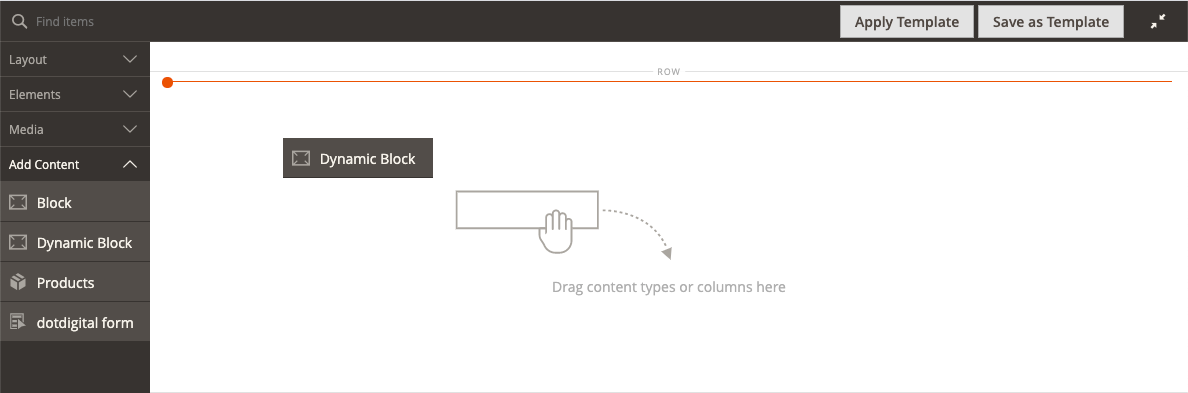 Find items
Apply Template
Save as Template
Layout
Elements
Media
Add Content
Block
Dynamic Block
Products
dotdigital form
ROW
Dynamic Block
Drag content types or columns here